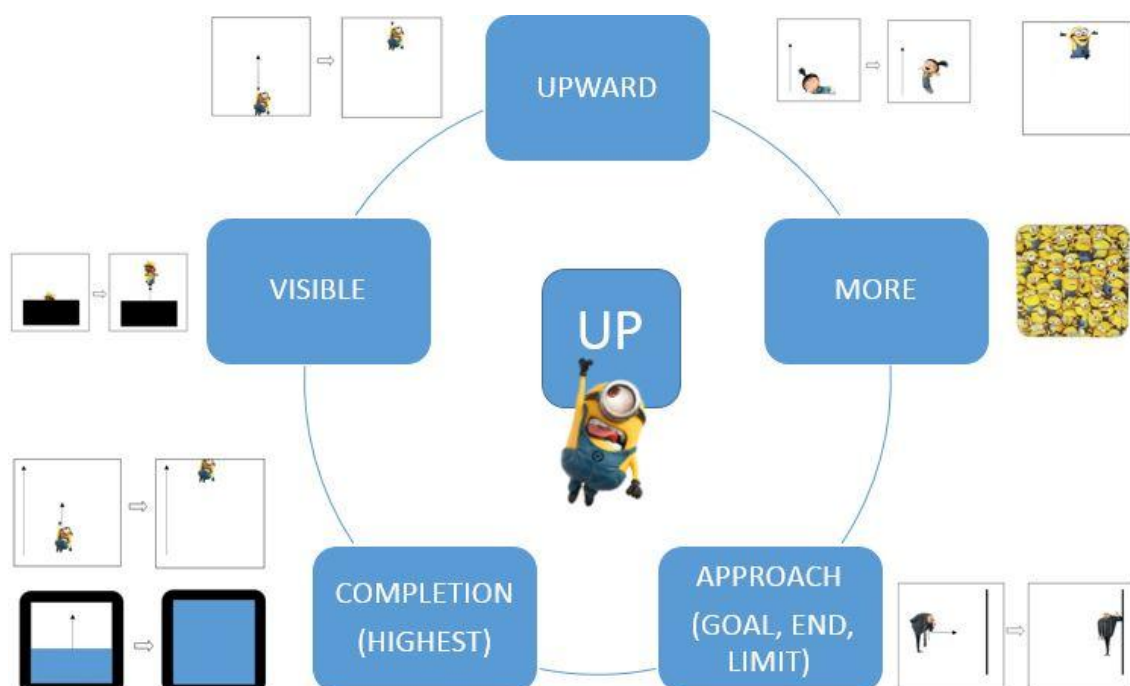 UPWARD
VISIBLE
MORE
UP
COMPLETION
(HIGHEST)
APPROACH
(GOAL, END,
LIMIT)